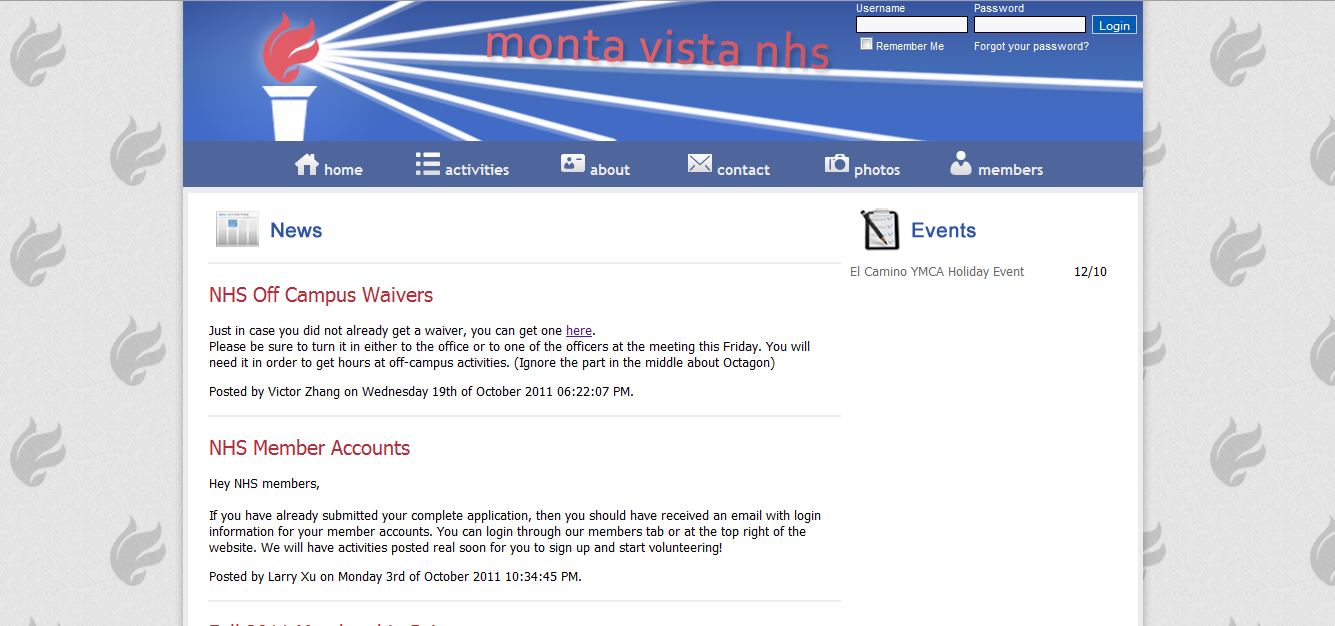 Username Password
Login
Remember Me Forgot your password?
monta vista nhs
home activities about contact photos members
News
NHS Off Campus Waivers
Just in case you did not already get a waiver, you can get one here.
Please be sure to turn it in either to the office or to one of the officers at the meeting this Friday. You will
need it in order to get hours at off-campus activities. (Ignore the part in the middle about Octagon)
Posted by Victor Zhang on Wednesday 19th of October 2011 06:22:07 PM.
NHS Member Accounts
Hey NHS members,
If you have already submitted your complete application, then you should have received an email with login
information for your member accounts. You can login through our members tab or at the top right of the
website. We will have activities posted real soon for you to sign up and start volunteering!
Posted by Larry Xu on Monday 3rd of October 2011 10:34:45 PM.
Events
El Camino YMCA Holiday Event 12/10